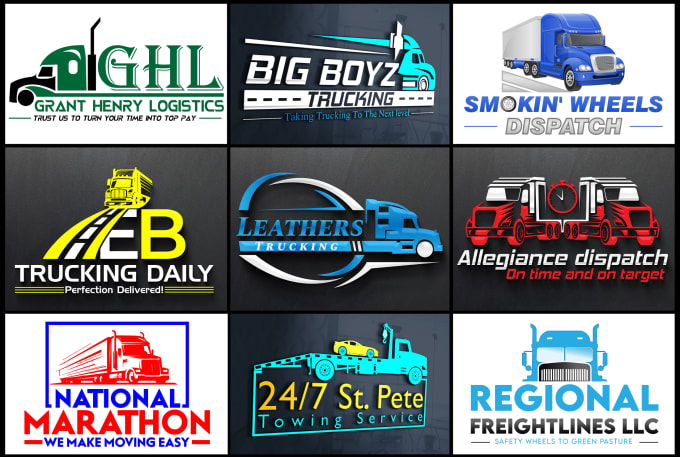 GHL
GRANT HENRY LOGISTICS
TRUST US TO TURN YOUR TIME INTO TOP PAY
BIG BOYZ
TRUCKING
Taking Trucking To The Next level
SMOKIN' WHEELS
DISPATCH
EB
TRUCKING DAILY
Perfection Delivered!
LEATHERS
TRUCKING
Allegiance dispatch
On time and on target
NATIONAL
MARATHON
WE MAKE MOVING EASY
24/7 St. Pete
Towing Service
REGIONAL
FREIGHTLINES LLC
SAFETY WHEELS TO GREEN PASTURE